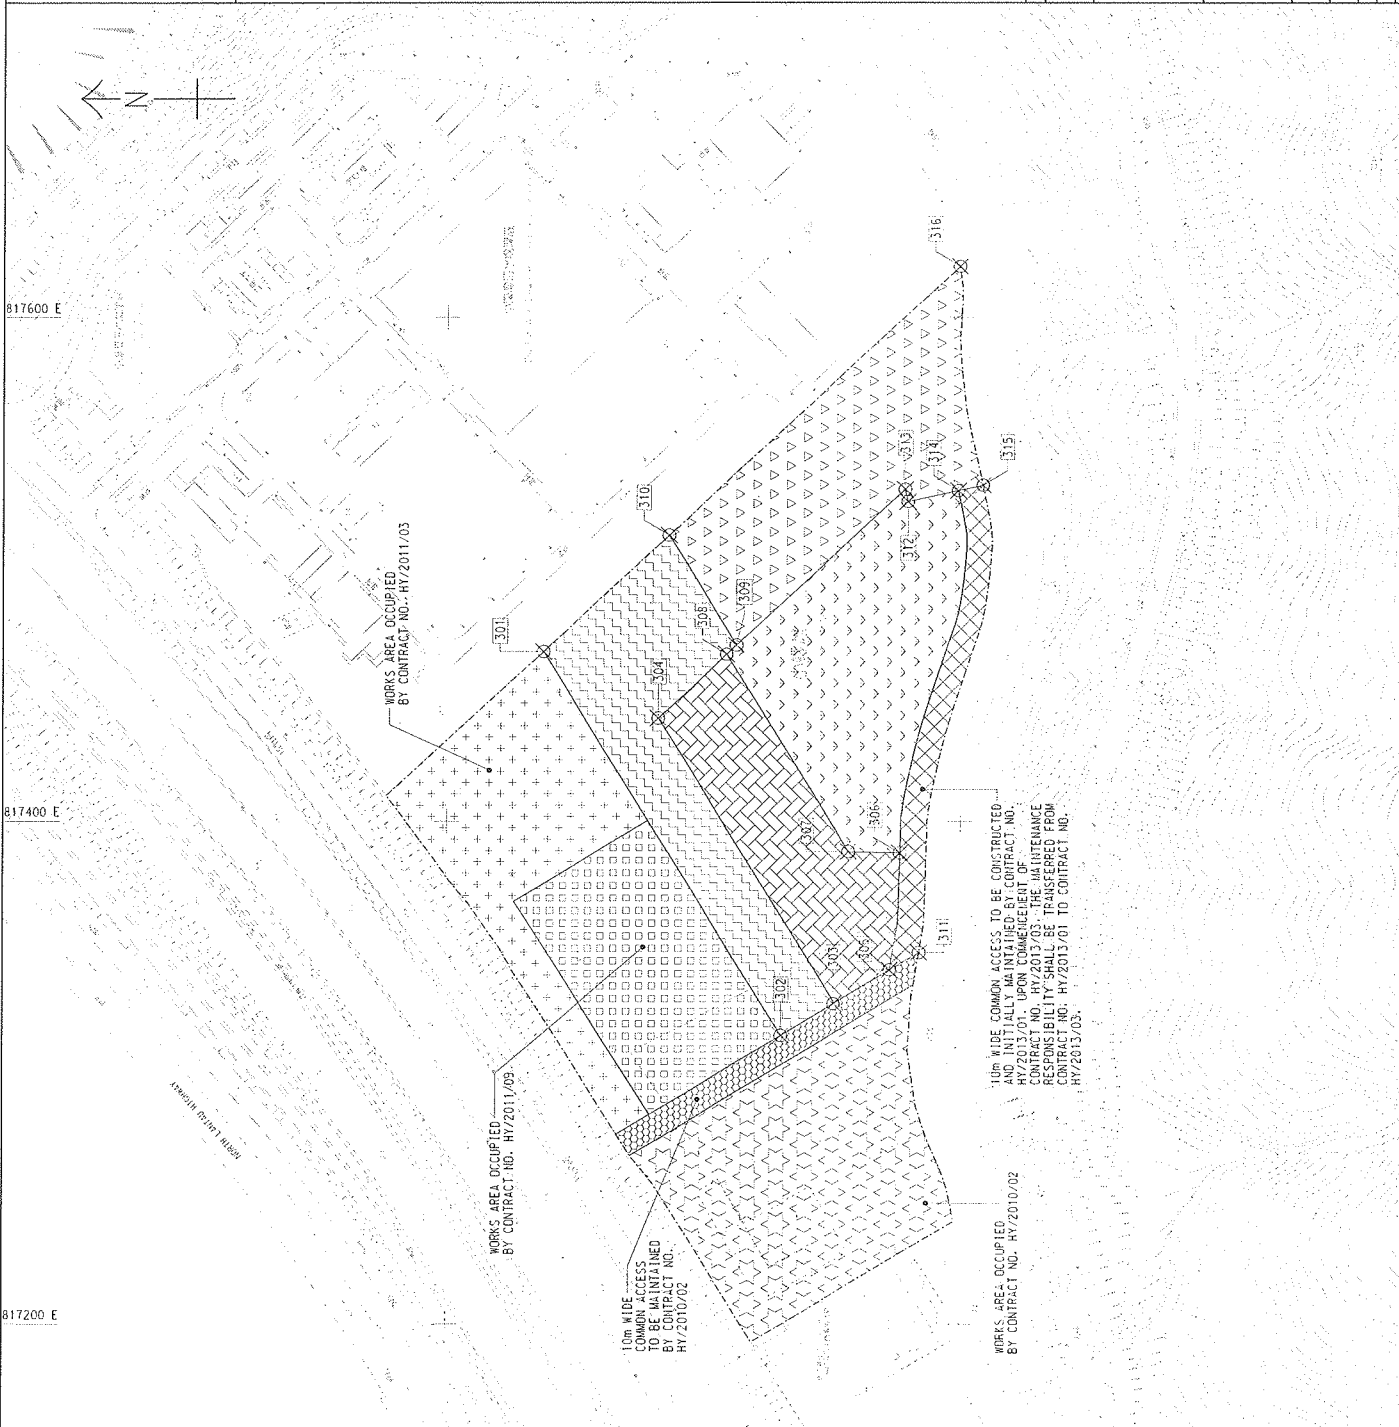 817600 E
817400 E
817200 E
N
WORKS AREA OCCUPIED
BY CONTRACT NO. HY/2011/03
WORKS AREA OCCUPIED
BY CONTRACT NO. HY/2011/09
10m WIDE
COMMON ACCESS
TO BE MAINTAINED
BY CONTRACT NO.
HY/2010/02
WORKS AREA OCCUPIED
BY CONTRACT NO. HY/2010/02
10m WIDE COMMON ACCESS TO BE CONSTRUCTED
AND INITIALLY MAINTAINED BY CONTRACT NO.
HY/2013/01. UPON COMMENCEMENT OF
CONTRACT NO. HY/2013/03, THE MAINTENANCE
RESPONSIBILITY SHALL BE TRANSFERRED FROM
CONTRACT NO. HY/2013/01 TO CONTRACT NO.
HY/2013/03.
NORTH LANTAU HIGHWAY
301
302
303
304
305
306
307
308
309
310
311
312
313
314
315
316